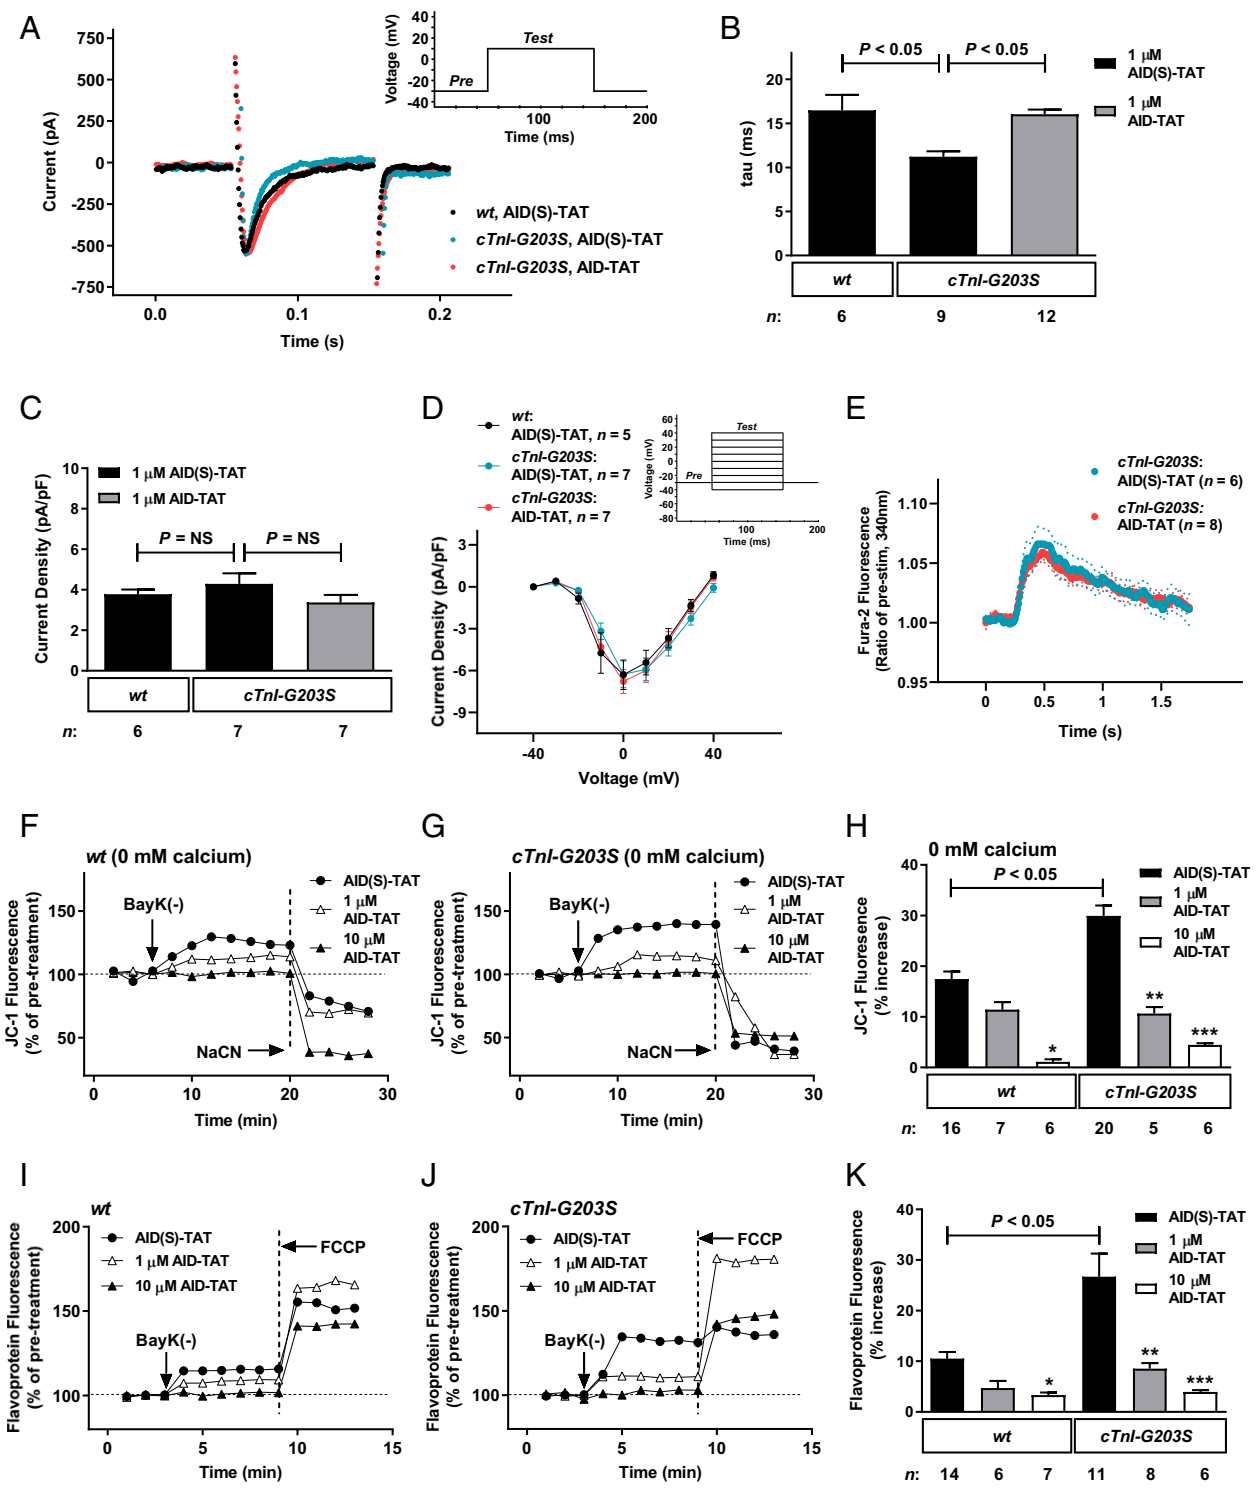 A
750
500
250
0
-250
-500
-750
Current (pA)
0.0
0.1
0.2
Time (s)
40
20
0
-20
-40
Voltage (mV)
Pre
Test
100
200
Time (ms)
wt, AID(S)-TAT
cTnI-G203S, AID(S)-TAT
cTnI-G203S, AID-TAT
B
20
15
10
5
0
tau (ms)
P < 0.05
P < 0.05
1 μM
AID(S)-TAT
1 μM
AID-TAT
wt
cTnI-G203S
n:
6
9
12
C
10
8
6
4
2
0
Current Density (pA/pF)
1 μM AID(S)-TAT
1 μM AID-TAT
P = NS
P = NS
wt
cTnI-G203S
n:
6
7
7
D
wt:
AID(S)-TAT, n = 5
cTnI-G203S:
AID(S)-TAT, n = 7
cTnI-G203S:
AID-TAT, n = 7
60
40
20
0
-20
-40
-60
-80
Voltage (mV)
Pre
Test
100
200
Time (ms)
3
0
-3
-6
-9
Current Density (pA/pF)
-40
0
40
Voltage (mV)
E
cTnI-G203S:
AID(S)-TAT (n = 6)
cTnI-G203S:
AID-TAT (n = 8)
1.10
1.05
1.00
0.95
Fura-2 Fluorescence
(Ratio of pre-stim, 340nm)
0
0.5
1
1.5
Time (s)
F
wt (0 mM calcium)
150
100
50
JC-1 Fluorescence
(% of pre-treatment)
BayK(-)
AID(S)-TAT
1 μM
AID-TAT
10 μM
AID-TAT
NaCN
0
10
20
30
Time (min)
G
cTnI-G203S (0 mM calcium)
150
100
50
JC-1 Fluorescence
(% of pre-treatment)
BayK(-)
AID(S)-TAT
1 μM
AID-TAT
10 μM
AID-TAT
NaCN
0
10
20
30
Time (min)
H
0 mM calcium
40
30
20
10
0
JC-1 Fluorescence
(% increase)
P < 0.05
AID(S)-TAT
1 μM
AID-TAT
10 μM
AID-TAT
*
**
***
wt
cTnI-G203S
n:
16
7
6
20
5
6
I
wt
200
150
100
Flavoprotein Fluorescence
(% of pre-treatment)
AID(S)-TAT
1 μM AID-TAT
10 μM AID-TAT
FCCP
BayK(-)
0
5
10
15
Time (min)
J
cTnI-G203S
200
150
100
Flavoprotein Fluorescence
(% of pre-treatment)
AID(S)-TAT
1 μM AID-TAT
10 μM AID-TAT
FCCP
BayK(-)
0
5
10
15
Time (min)
K
40
30
20
10
0
Flavoprotein Fluoresence
(% increase)
P < 0.05
AID(S)-TAT
1 μM
AID-TAT
10 μM
AID-TAT
*
**
***
wt
cTnI-G203S
n:
14
6
7
11
8
6